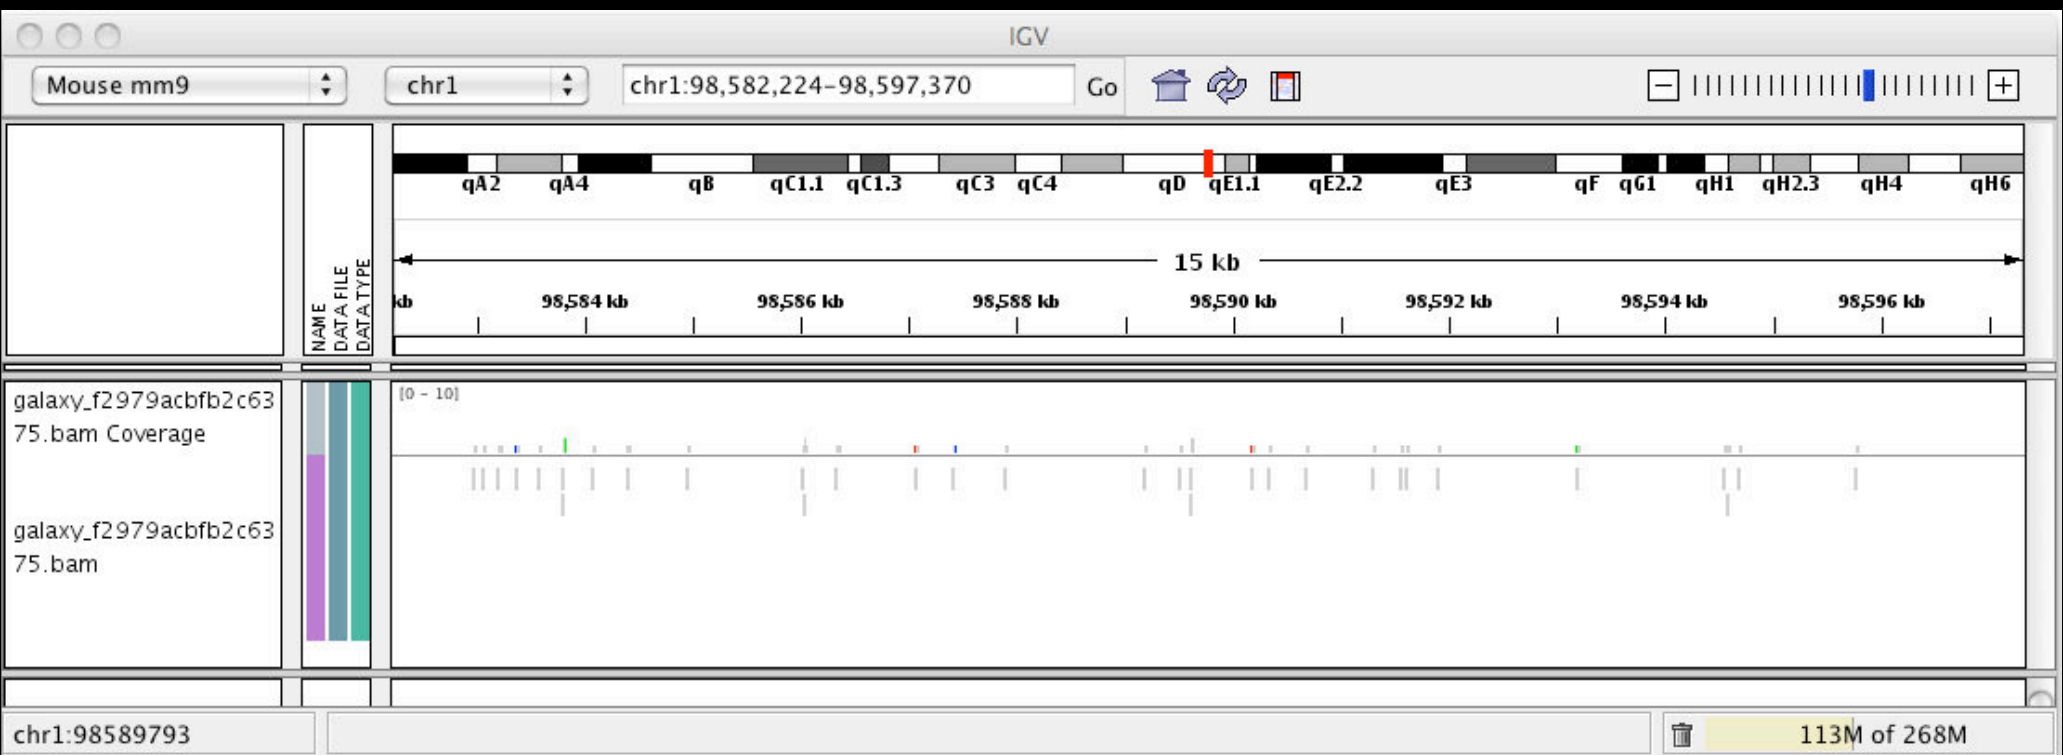 IGV
Mouse mm9 chr1 chr1:98,582,224-98,597,370 Go
qA2 qA4 qB qC1.1 qC1.3 qC3 qC4 qD qE1.1 qE2.2 qE3 qF qG1 qH1 qH2.3 qH4 qH6
15 kb
kb 98,584 kb 98,586 kb 98,588 kb 98,590 kb 98,592 kb 98,594 kb 98,596 kb
NAME
DATA FILE
DATA TYPE
galaxy_f2979acbfb2c63
75.bam Coverage
[0 - 10]
galaxy_f2979acbfb2c63
75.bam
chr1:98589793
113M of 268M